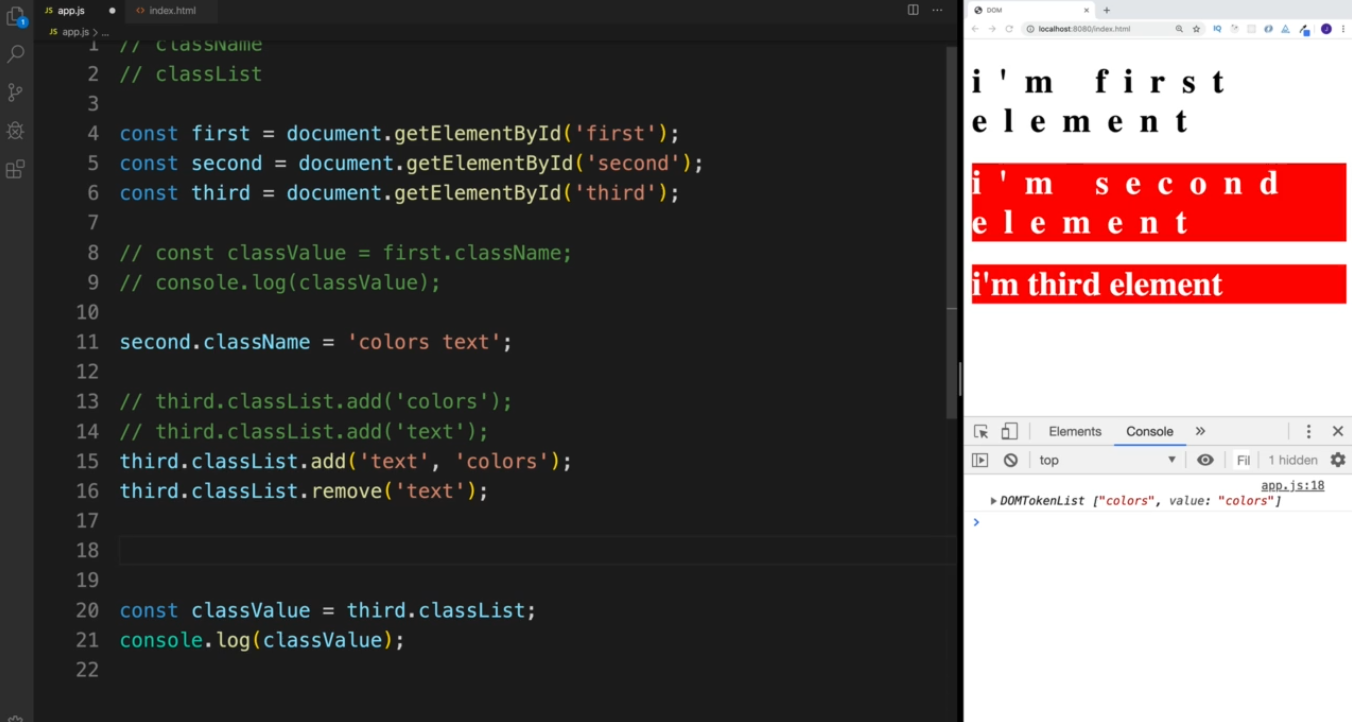 JS app.js ● <> index.html ...
1
JS app.js > ...
1 // className
2 // classList
3
4 const first = document.getElementById('first');
5 const second = document.getElementById('second');
6 const third = document.getElementById('third');
7
8 // const classValue = first.className;
9 // console.log(classValue);
10
11 second.className = 'colors text';
12
13 // third.classList.add('colors');
14 // third.classList.add('text');
15 third.classList.add('text', 'colors');
16 third.classList.remove('text');
17
18
19
20 const classValue = third.classList;
21 console.log(classValue);
22
DOM × +
localhost:8080/index.html
i'm first
element
i'm second
element
i'm third element
Elements Console »
top Fil 1 hidden
app.js:18
DOMTokenList ["colors", value: "colors"]